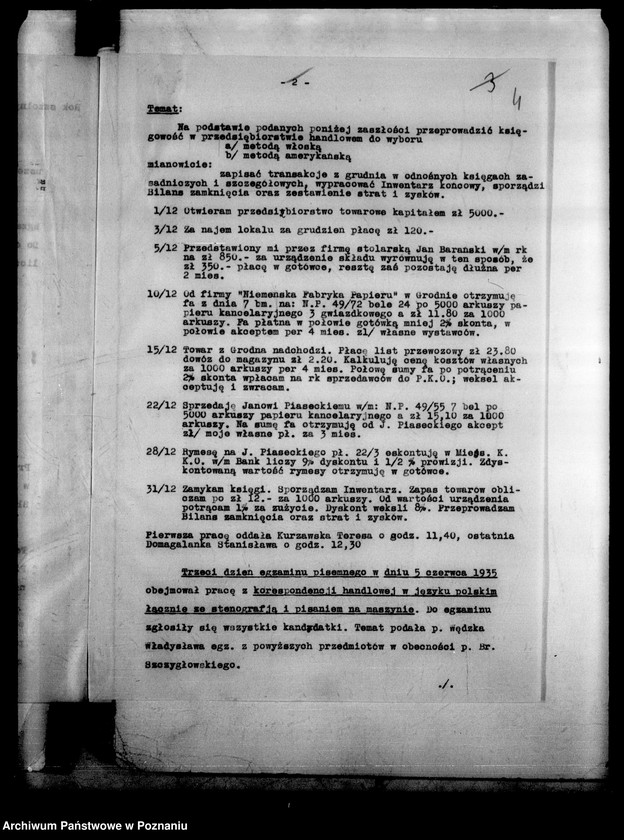 - 2 -
3
4
Temat:
Na podstawie podanych poniżej zaszłości przeprowadzić księ-
gowość w przedsiębiorstwie handlowem do wyboru
a/ metodą włoską
b/ metodą amerykańską
mianowicie:
zapisać transakcje z grudnia w odnośnych księgach za-
sadniczych i szczegółowych, wypracować Inwentarz końcowy, sporządzi
Bilans zamknięcia oraz zestawienie strat i zysków.
1/12 Otwieram przedsiębiorstwo towarowe kapitałem zł 5000.-
3/12 Za najem lokalu za grudzień płacę zł 120.-
5/12 Przedstawiony mi przez firmę stolarską Jan Barański w/m rk
na zł 850.- za urządzenie składu wyrównuję w ten sposób, że
zł 350.- płacę w gotówce, resztę zaś pozostaję dłużna per
2 mies.
10/12 Od firmy "Niemeńska Fabryka Papieru" w Grodnie otrzymuję
fa z dnia 7 bm. na: N.P. 49/72 bele 24 po 5000 arkuszy pa-
pieru kancelaryjnego 3 gwiazdkowego a zł 11.80 za 1000
arkuszy. Fa płatna w połowie gotówką mniej 2% skonta, w
połowie akceptem per 4 mies. zl/ własne wystawców.
15/12 Towar z Grodna nadchodzi. Płacę list przewozowy zł 23.80
dowóz do magazynu zł 2.20. Kalkuluję cenę kosztów własnych
za 1000 arkuszy per 4 mies. Połowę sumy fa po potrąceniu
2% skonta wpłacam na rk sprzedawców do P.K.O.; weksel ak-
ceptuję i zwracam.
22/12 Sprzedaję Janowi Piaseckiemu w/m: N.P. 49/55 7 bel po
5000 arkuszy papieru kancelaryjnego a zł 15,10 za 1000
arkuszy. Na sumę fa otrzymuję od J. Piaseckiego akcept
zł/ moje własne pł. za 3 mies.
28/12 Rymesę na J. Piaseckiego pł. 22/3 eskontuję w Miejs. K.
K.O. w/m Bank liczy 9% dyskontu i 1/2 % prowizji. Zdys-
kontowaną wartość rymesy otrzymuję w gotówce.
31/12 Zamykam księgi. Sporządzam Inwentarz. Zapas towarów obli-
czam po zł 12.- za 1000 arkuszy. Od wartości urządzenia
potrącam 1% za zużycie. Dyskont weksli 8%. Przeprowadzam
Bilans zamknięcia oraz strat i zysków.
Pierwsza pracę oddała Kurzawska Teresa o godz. 11,40, ostatnia
Domagalanka Stanisława o godz. 12,30
Trzeci dzień egzaminu pisemnego w dniu 5 czerwca 1935
obejmował pracę z korespondencji handlowej w języku polskim
łącznie ze stenografją i pisaniem na maszynie. Do egzaminu
zgłosiły się wszystkie kandydatki. Temat podała p. Wędzka
Władysława egz. z powyższych przedmiotów w obecności p. Br.
Szczygłowskiego.
./.
Archiwum Państwowe w Poznaniu